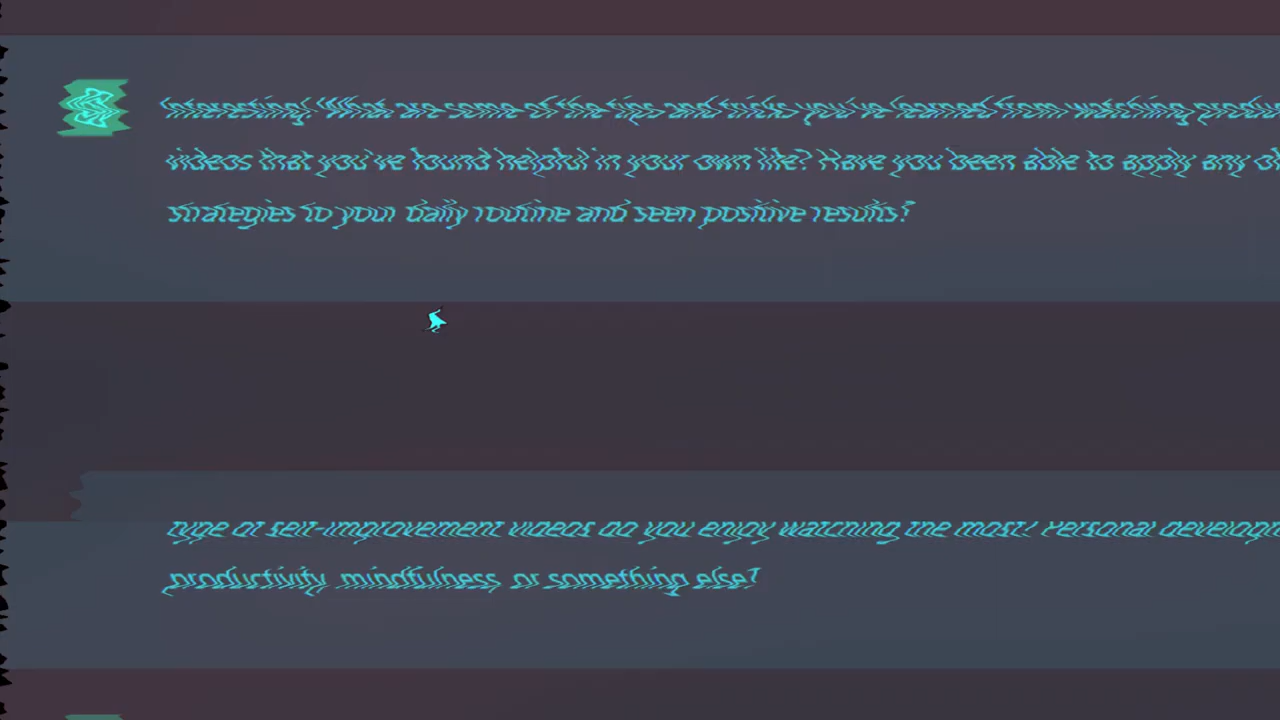 Interesting! What are some of the tips and tricks you've learned from watching
videos that you've found helpful in your own life? Have you been able to apply any
strategies to your daily routine and seen positive results?
type of self-improvement videos do you enjoy watching the most? Personal
productivity, mindfulness, or something else?